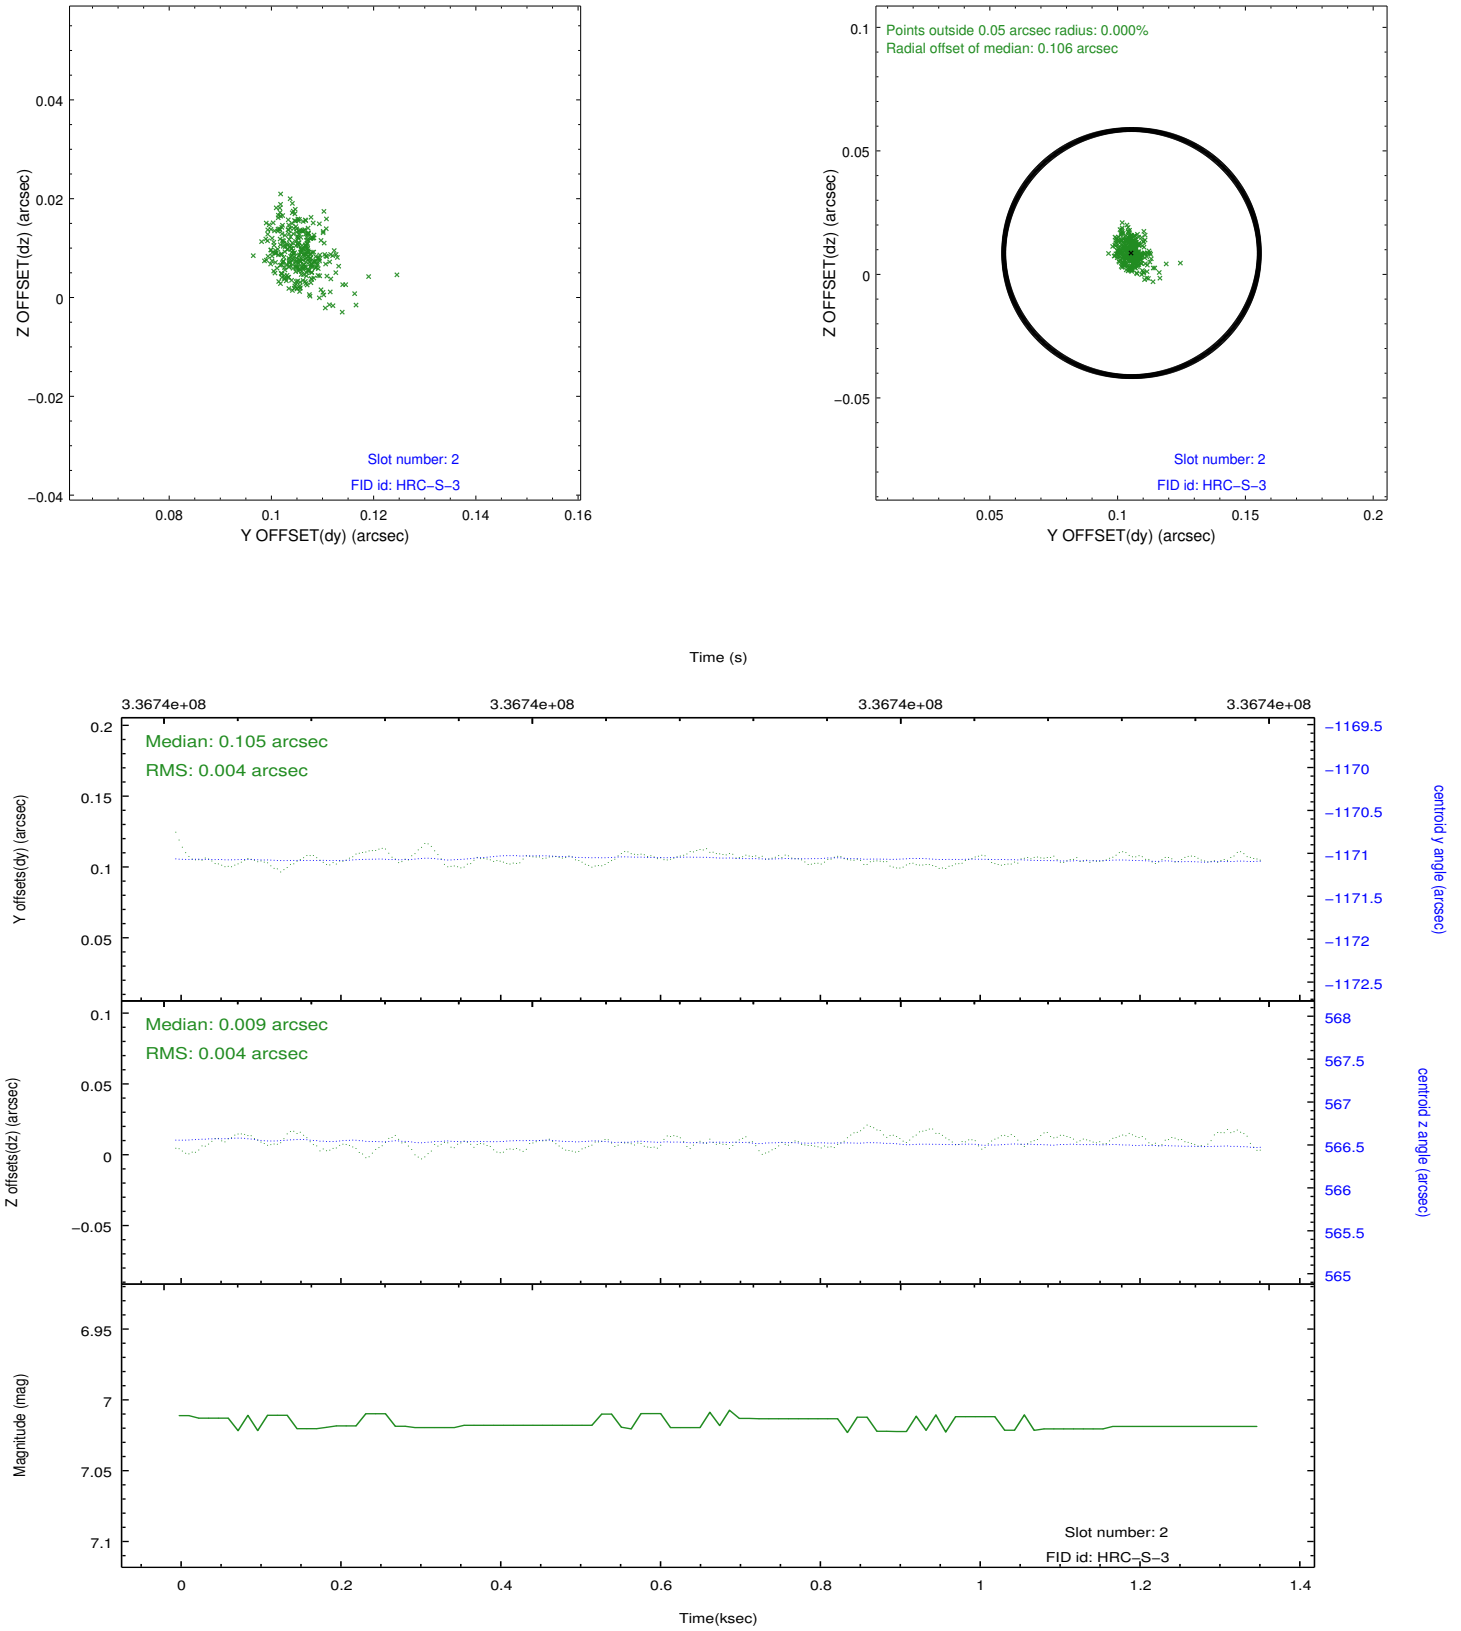 0.04
0.02
0
−0.02
−0.04
Z OFFSET(dz) (arcsec)
Slot number: 2
FID id: HRC−S−3
0.08 0.1 0.12 0.14 0.16
Y OFFSET(dy) (arcsec)
Points outside 0.05 arcsec radius: 0.000%
Radial offset of median: 0.106 arcsec
0.1
0.05
0
−0.05
Z OFFSET(dz) (arcsec)
Slot number: 2
FID id: HRC−S−3
0.05 0.1 0.15 0.2
Y OFFSET(dy) (arcsec)
Time (s)
3.3674e+08 3.3674e+08 3.3674e+08 3.3674e+08
Median: 0.105 arcsec
RMS: 0.004 arcsec
0.2
0.15
0.1
0.05
Y offsets(dy) (arcsec)
−1169.5
−1170
−1170.5
−1171
−1171.5
−1172
−1172.5
centroid y angle (arcsec)
Median: 0.009 arcsec
RMS: 0.004 arcsec
0.1
0.05
0
−0.05
Z offsets(dz) (arcsec)
568
567.5
567
566.5
566
565.5
565
centroid z angle (arcsec)
6.95
7
7.05
7.1
Magnitude (mag)
Slot number: 2
FID id: HRC−S−3
0 0.2 0.4 0.6 0.8 1 1.2 1.4
Time(ksec)